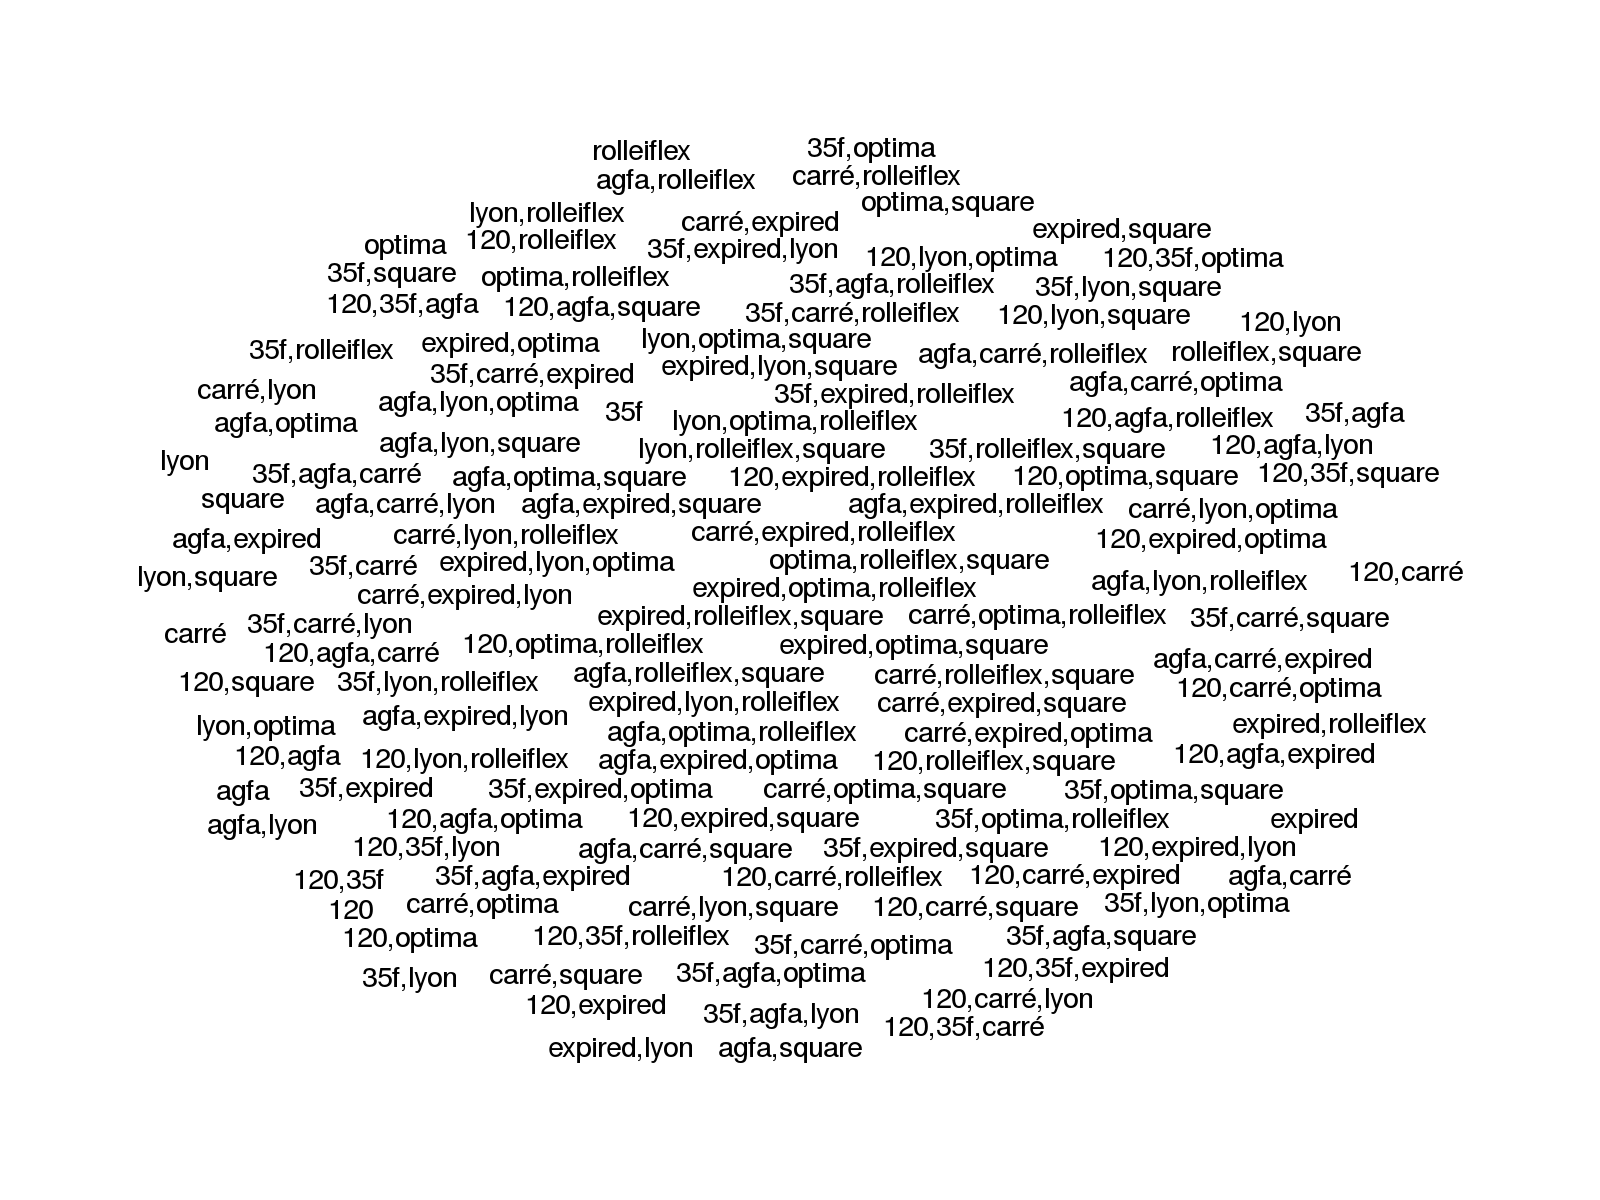 rolleiflex 35f,optima
agfa,rolleiflex carré,rolleiflex
optima,square
lyon,rolleiflex carré,expired expired,square
optima 120,rolleiflex 35f,expired,lyon 120,lyon,optima 120,35f,optima
35f,square optima,rolleiflex 35f,agfa,rolleiflex 35f,lyon,square
120,35f,agfa 120,agfa,square 35f,carré,rolleiflex 120,lyon,square 120,lyon
35f,rolleiflex expired,optima lyon,optima,square agfa,carré,rolleiflex rolleiflex,square
35f,carré,expired expired,lyon,square agfa,carré,optima
carré,lyon agfa,lyon,optima 35f 35f,expired,rolleiflex
agfa,optima lyon,optima,rolleiflex 120,agfa,rolleiflex 35f,agfa
agfa,lyon,square lyon,rolleiflex,square 35f,rolleiflex,square 120,agfa,lyon
lyon 35f,agfa,carré agfa,optima,square 120,expired,rolleiflex 120,optima,square 120,35f,square
square agfa,carré,lyon agfa,expired,square agfa,expired,rolleiflex carré,lyon,optima
agfa,expired carré,lyon,rolleiflex carré,expired,rolleiflex 120,expired,optima
35f,carré expired,lyon,optima optima,rolleiflex,square 120,carré
lyon,square carré,expired,lyon expired,optima,rolleiflex agfa,lyon,rolleiflex
carré 35f,carré,lyon expired,rolleiflex,square carré,optima,rolleiflex 35f,carré,square
120,agfa,carré 120,optima,rolleiflex expired,optima,square agfa,carré,expired
120,square 35f,lyon,rolleiflex agfa,rolleiflex,square carré,rolleiflex,square 120,carré,optima
lyon,optima agfa,expired,lyon expired,lyon,rolleiflex carré,expired,square expired,rolleiflex
agfa,optima,rolleiflex carré,expired,optima
120,agfa 120,lyon,rolleiflex agfa,expired,optima 120,rolleiflex,square 120,agfa,expired
agfa 35f,expired 35f,expired,optima carré,optima,square 35f,optima,square
agfa,lyon 120,agfa,optima 120,expired,square 35f,optima,rolleiflex expired
120,35f,lyon agfa,carré,square 35f,expired,square 120,expired,lyon
120,35f 35f,agfa,expired 120,carré,rolleiflex 120,carré,expired agfa,carré
120 carré,optima carré,lyon,square 120,carré,square 35f,lyon,optima
120,optima 120,35f,rolleiflex 35f,carré,optima 35f,agfa,square
35f,lyon carré,square 35f,agfa,optima 120,35f,expired
120,expired 35f,agfa,lyon 120,carré,lyon
120,35f,carré
expired,lyon agfa,square